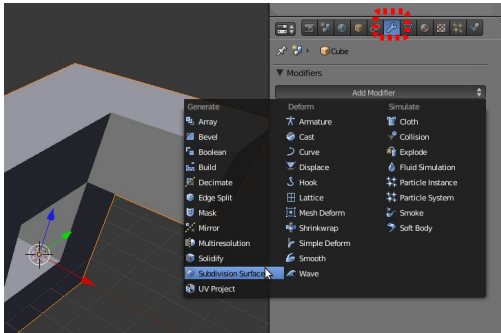 Cube
Modifiers
Add Modifier
Generate
Array
Bevel
Boolean
Build
Decimate
Edge Split
Mask
Mirror
Multiresolution
Solidify
Subdivision Surface
UV Project
Deform
Armature
Cast
Curve
Displace
Hook
Lattice
Mesh Deform
Shrinkwrap
Simple Deform
Smooth
Wave
Simulate
Cloth
Collision
Explode
Fluid Simulation
Particle Instance
Particle System
Smoke
Soft Body